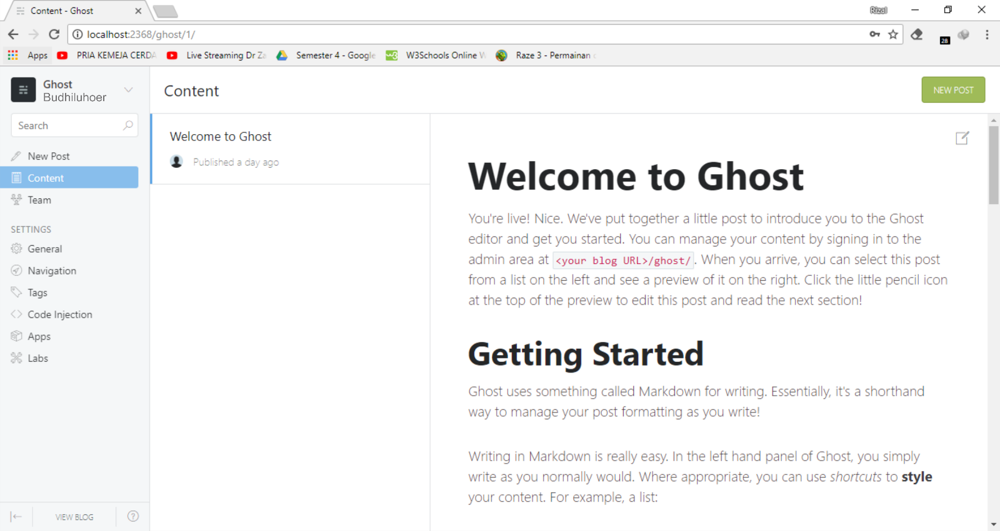 Content - Ghost
Rizal
localhost:2368/ghost/1/
28
Apps
PRIA KEMEJA CERDA
Live Streaming Dr Za
Semester 4 - Google
W3Schools Online W
Raze 3 - Permainan
Ghost
Budhiluhoer
Search
New Post
Content
Team
SETTINGS
General
Navigation
Tags
Code Injection
Apps
Labs
VIEW BLOG
Content
NEW POST
Welcome to Ghost
Published a day ago
Welcome to Ghost
You're live! Nice. We've put together a little post to introduce you to the Ghost
editor and get you started. You can manage your content by signing in to the
admin area at <your blog URL>/ghost/. When you arrive, you can select this post
from a list on the left and see a preview of it on the right. Click the little pencil icon
at the top of the preview to edit this post and read the next section!
Getting Started
Ghost uses something called Markdown for writing. Essentially, it's a shorthand
way to manage your post formatting as you write!
Writing in Markdown is really easy. In the left hand panel of Ghost, you simply
write as you normally would. Where appropriate, you can use shortcuts to style
your content. For example, a list: